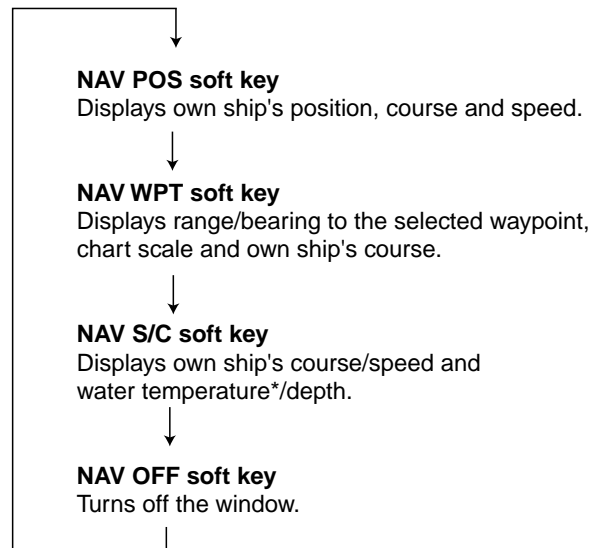 NAV POS soft key
Displays own ship's position, course and speed.
NAV WPT soft key
Displays range/bearing to the selected waypoint,
chart scale and own ship's course.
NAV S/C soft key
Displays own ship's course/speed and
water temperature*/depth.
NAV OFF soft key
Turns off the window.